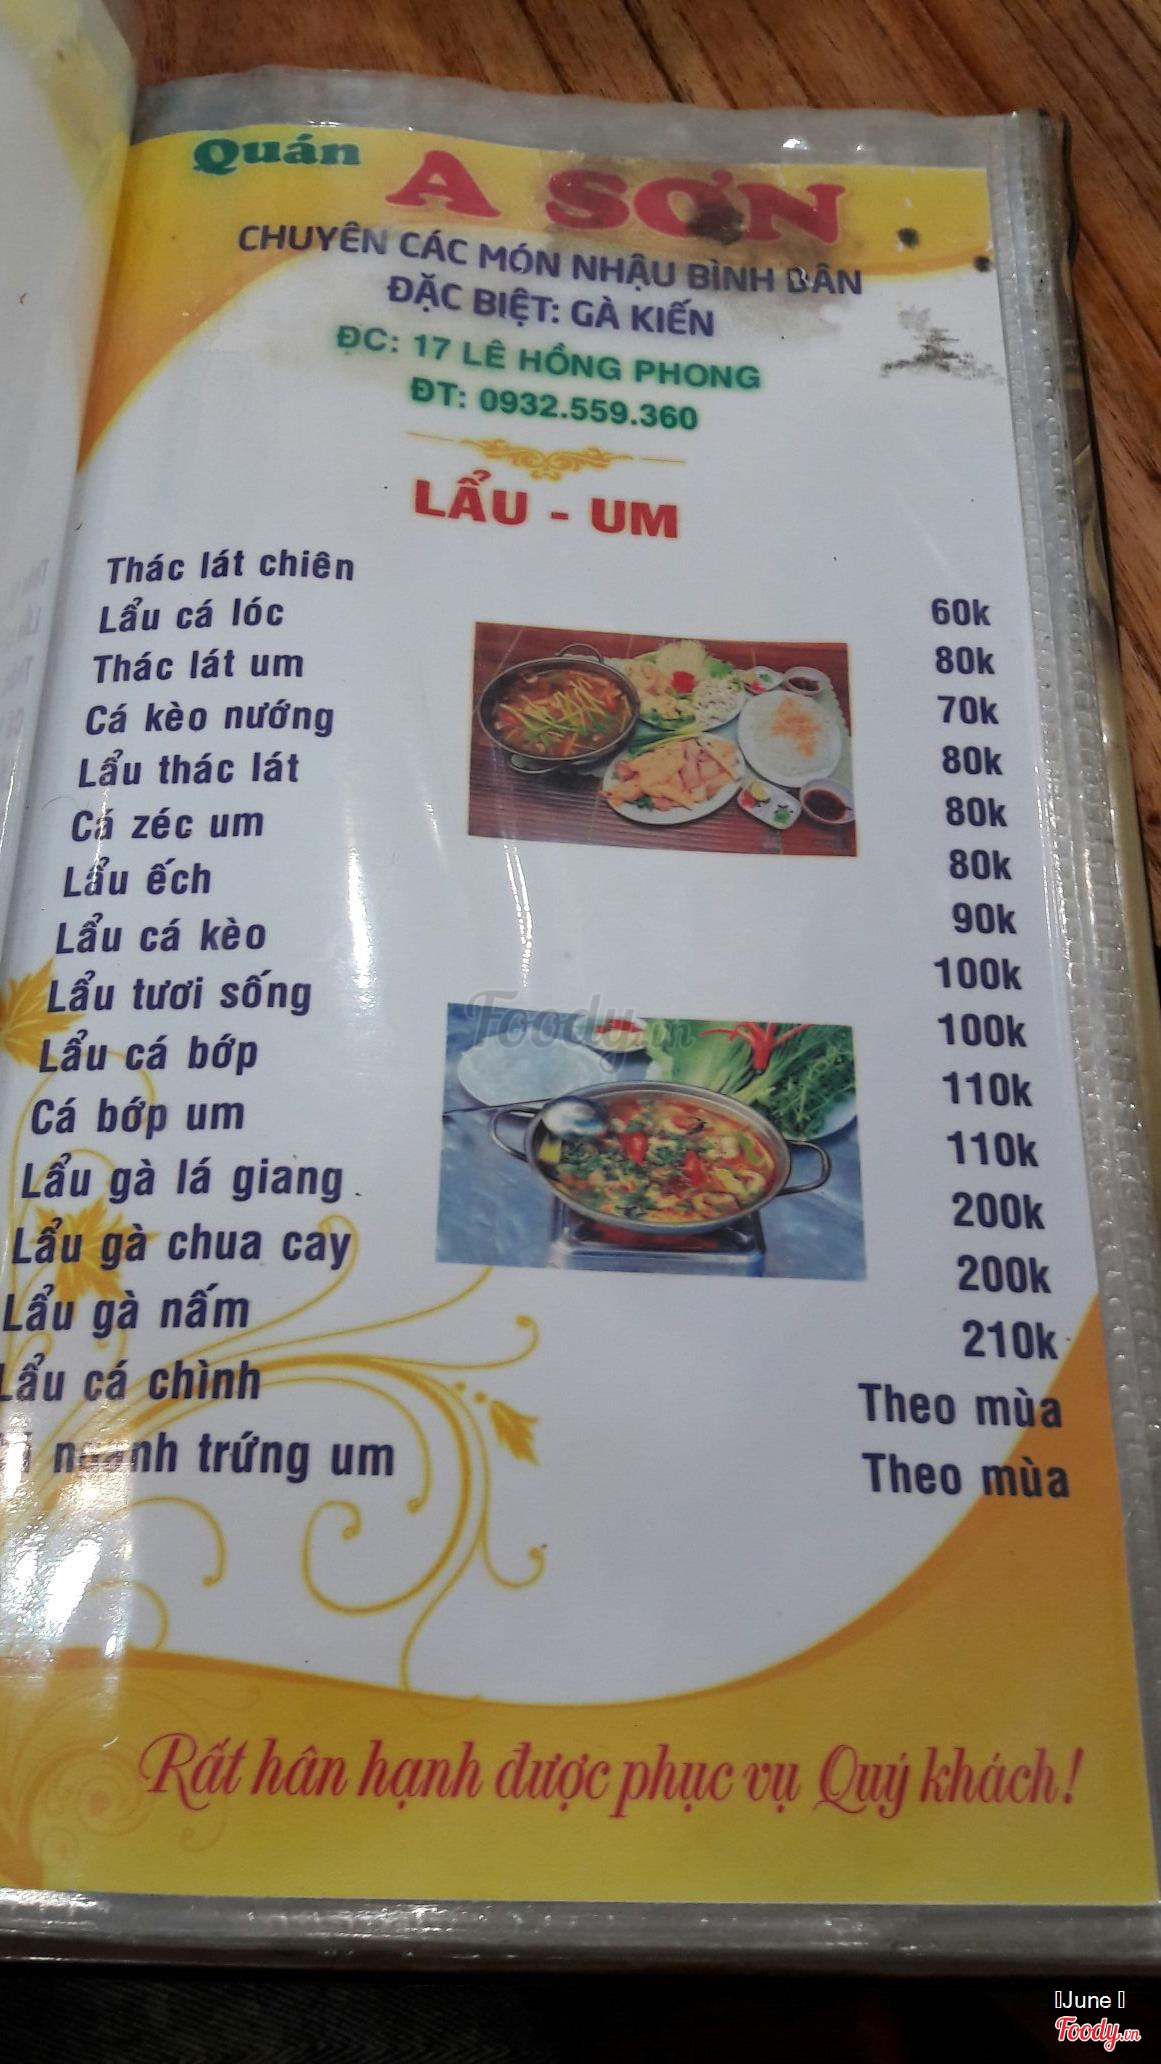 Quán
A SƠN
CHUYÊN CÁC MÓN NHẬU BÌNH DÂN
ĐẶC BIỆT: GÀ KIẾN
ĐC: 17 LÊ HỒNG PHONG
ĐT: 0932.559.360
LẨU - UM
Thác lát chiên 60k
Lẩu cá lóc 80k
Thác lát um 70k
Cá kèo nướng 80k
Lẩu thác lát 80k
Cá zéc um 80k
Lẩu ếch 90k
Lẩu cá kèo 100k
Lẩu tươi sống 100k
Lẩu cá bớp 110k
Cá bớp um 110k
Lẩu gà lá giang 200k
Lẩu gà chua cay 200k
Lẩu gà nấm 210k
Lẩu cá chình Theo mùa
trứng um Theo mùa
Rất hân hạnh được phục vụ Quý khách!
Foody.vn
June
Foody.vn